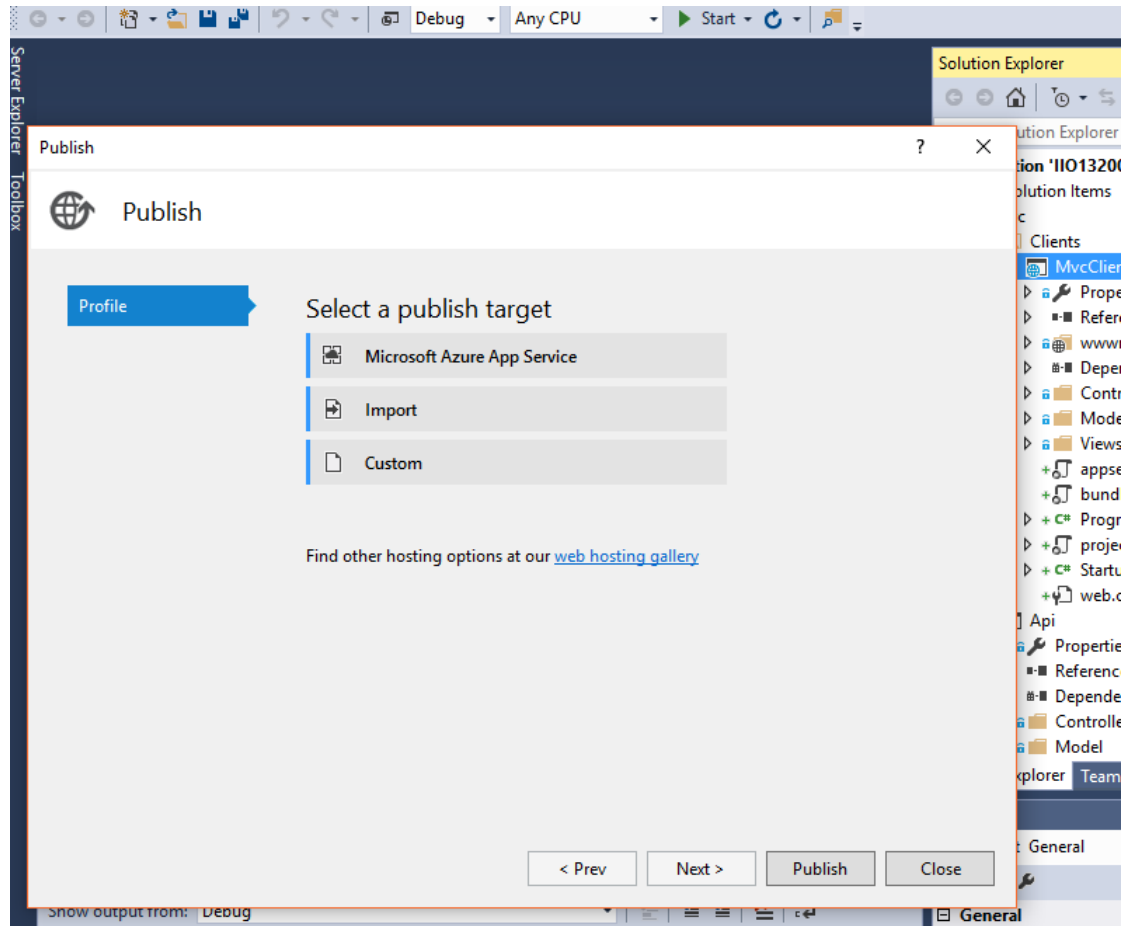 Debug Any CPU Start
Server Explorer Toolbox
Solution Explorer
Publish ?
Publish
Profile
Select a publish target
Microsoft Azure App Service
Import
Custom
Find other hosting options at our web hosting gallery
< Prev Next > Publish Close
Show output from: Debug
ution Explorer
tion 'IIO13200
olution Items
c
Clients
MvcClien
Prope
Refere
wwwr
Deper
Contr
Mode
Views
appse
bund
C# Progr
proje
C# Startu
web.c
Api
Propertie
Referenc
Depende
Controlle
Model
xplorer Team
t General
General